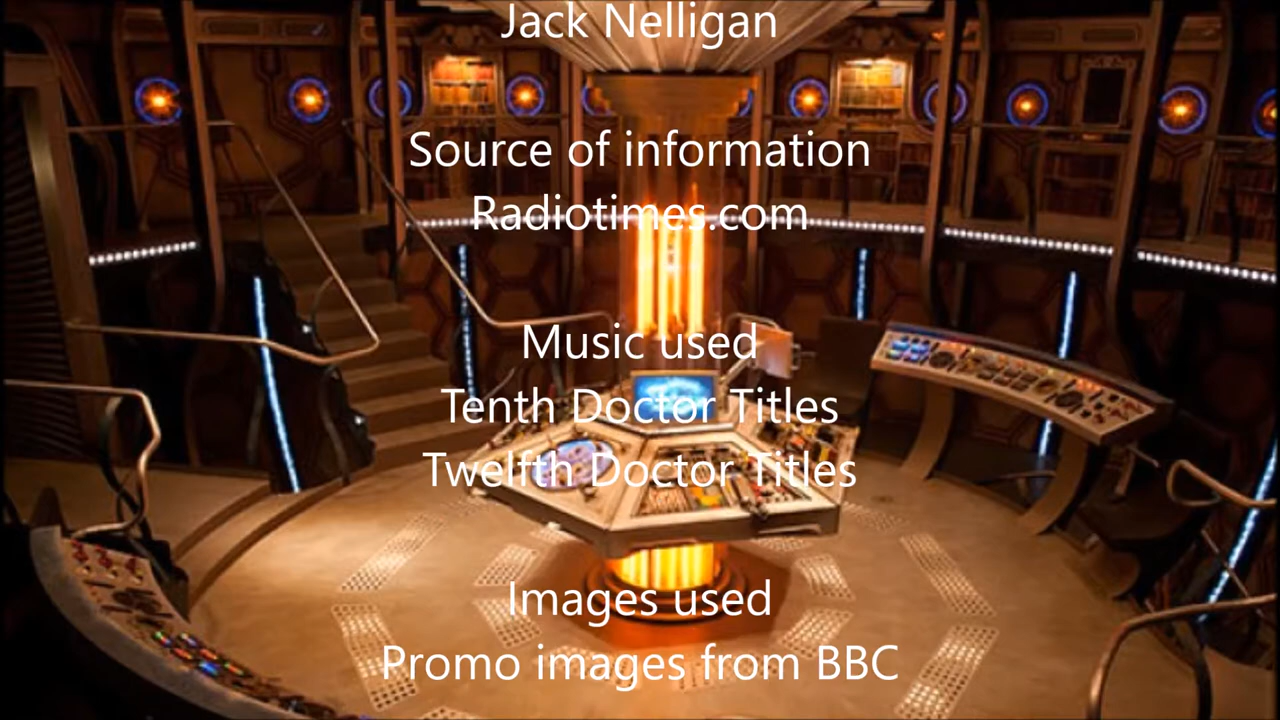 Jack Nelligan
Source of information
Radiotimes.com
Music used
Tenth Doctor Titles
Twelfth Doctor Titles
Images used
Promo images from BBC